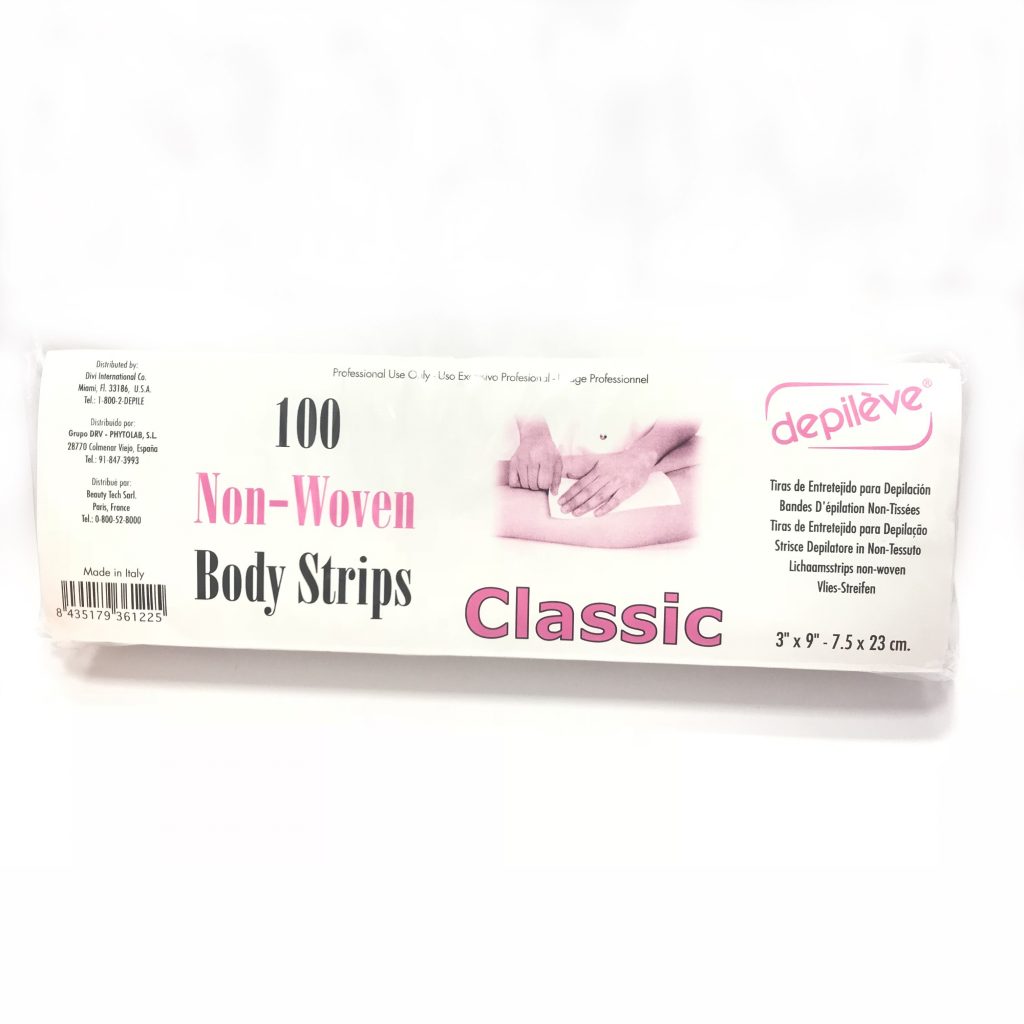 Distributed by:
Divi International Co.
Miami, Fl. 33186, U.S.A.
Tel.: 1-800-2-DEPILE
Distribuido por:
Grupo DRV - PHYTOLAB, S.L.
28770 Colmenar Viejo, España
Tel.: 91-847-3993
Distribué par:
Beauty Tech Sarl.
Paris, France
Tel.: 0-800-52-8000
Made in Italy
8 435179 361225
Professional Use Only - Uso Profesional - Professionnel
100
Non-Woven
Body Strips
Classic
depilève®
Tiras de Entretejido para Depilación
Bandes D'épilation Non-Tissées
Tiras de Entretejido para Depilação
Strisce Depilatore in Non-Tessuto
Lichaamsstrips non-woven
Vlies-Streifen
3" x 9" - 7.5 x 23 cm.